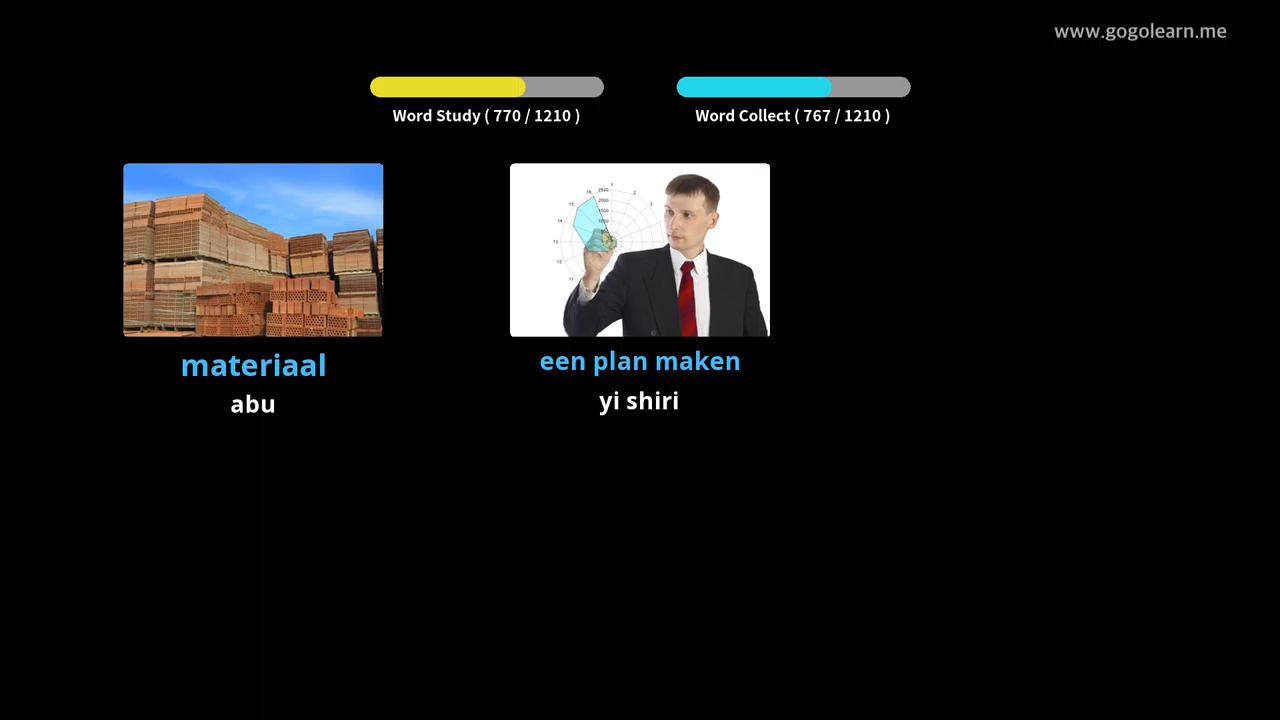 www.gogolearn.me
Word Study ( 770 / 1210 )
Word Collect ( 767 / 1210 )
materiaal
een plan maken
abu
yi shiri